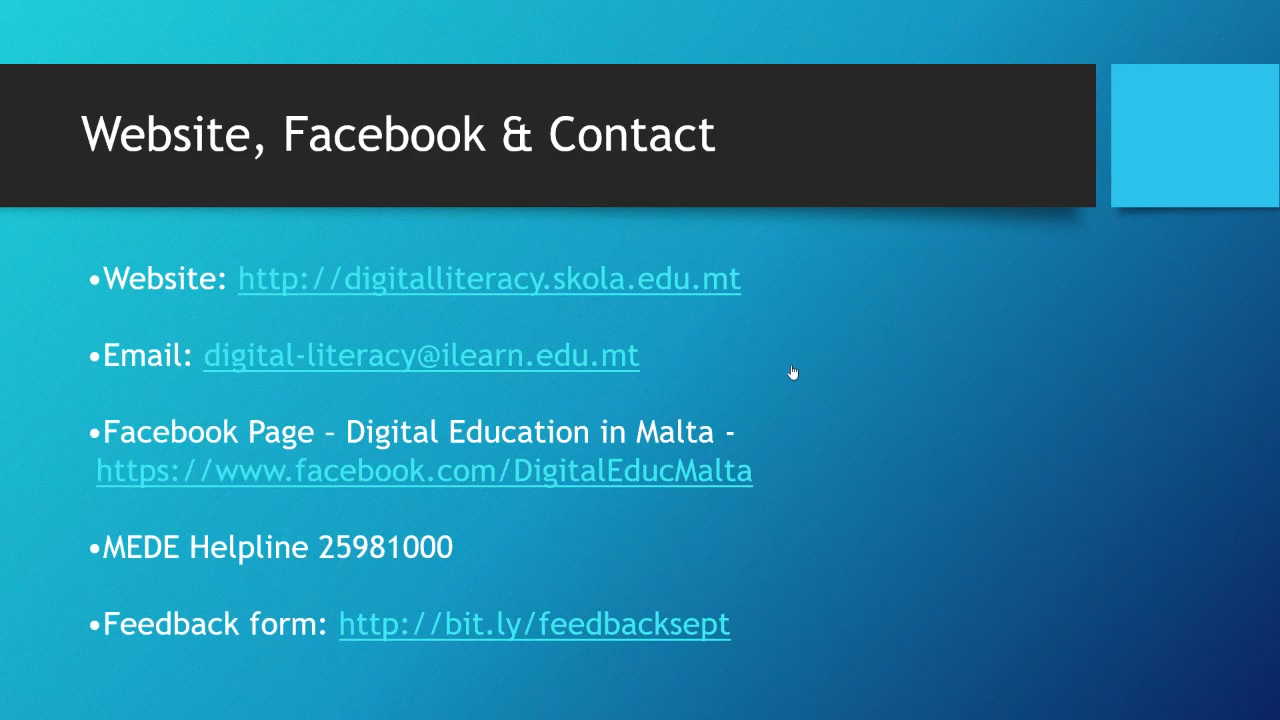 Website, Facebook & Contact
•Website: http://digitalliteracy.skola.edu.mt
•Email: digital-literacy@ilearn.edu.mt
•Facebook Page – Digital Education in Malta -
https://www.facebook.com/DigitalEducMalta
•MEDE Helpline 25981000
•Feedback form: http://bit.ly/feedbacksept